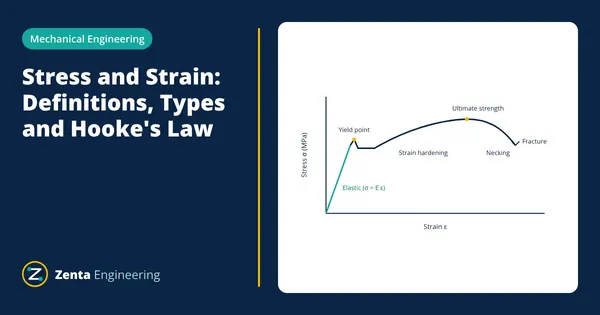 Mechanical Engineering
Stress and Strain:
Definitions, Types
and Hooke's Law
Zenta Engineering
Stress σ (MPa)
Yield point
Ultimate strength
Strain hardening
Necking
Fracture
Elastic (σ = E ε)
Strain ε